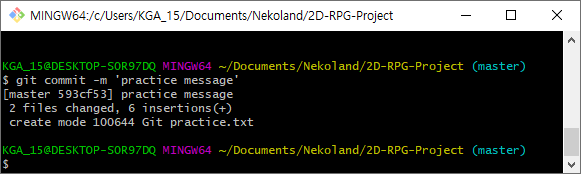 MINGW64:/c/Users/KGA_15/Documents/Nekoland/2D-RPG-Project
KGA_15@DESKTOP-SOR97DQ MINGW64 ~/Documents/Nekoland/2D-RPG-Project (master)
$ git commit -m 'practice message'
[master 593cf53] practice message
 2 files changed, 6 insertions(+)
 create mode 100644 Git practice.txt
KGA_15@DESKTOP-SOR97DQ MINGW64 ~/Documents/Nekoland/2D-RPG-Project (master)
$